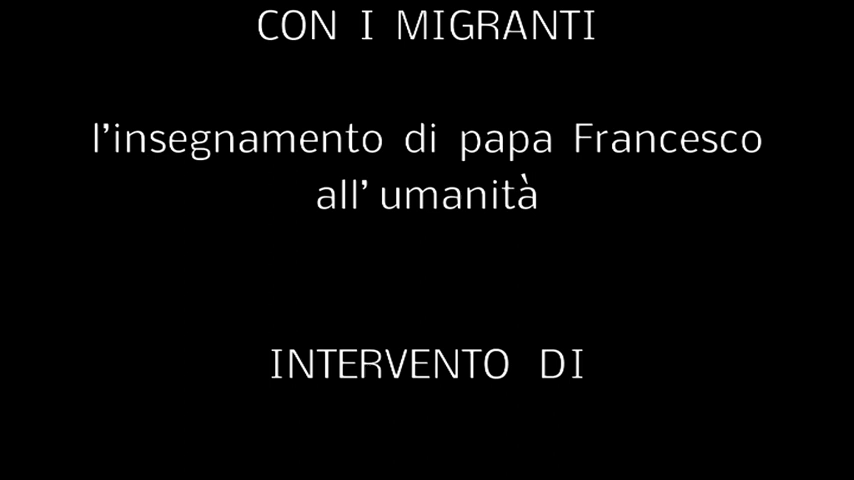 CON I MIGRANTI
l’insegnamento di papa Francesco
all’ umanità
INTERVENTO DI